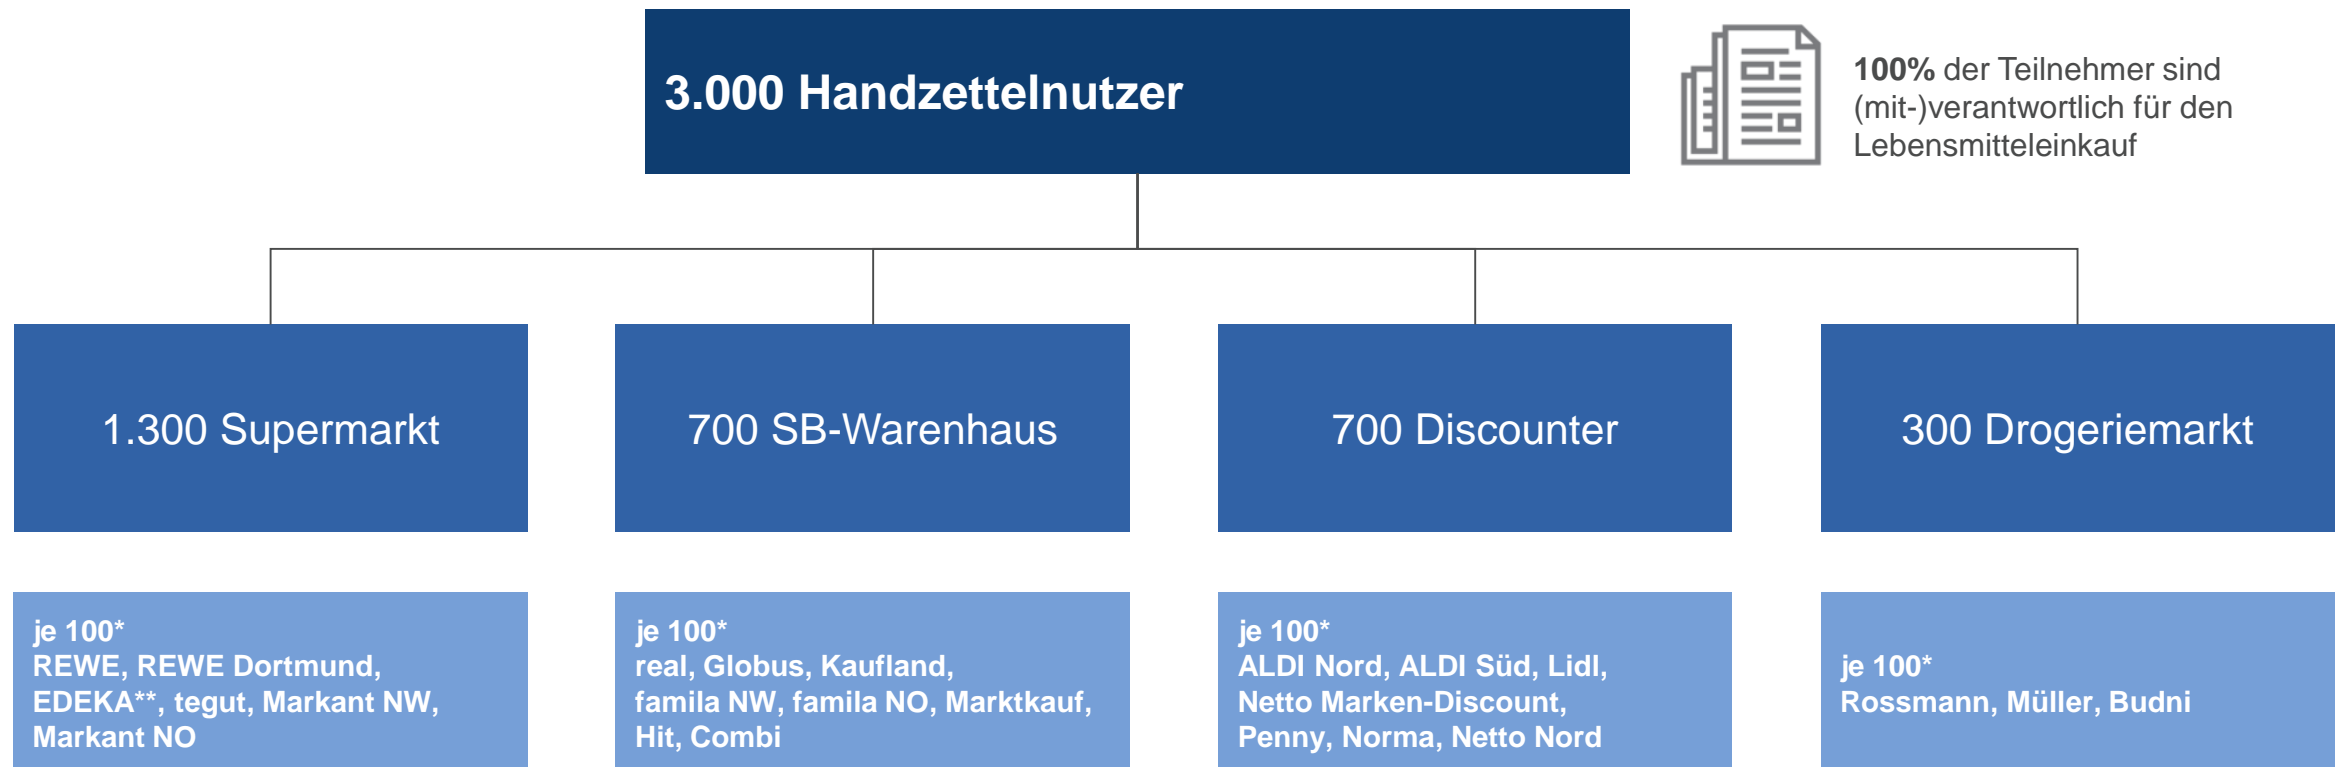 3.000 Handzettelnutzer
100% der Teilnehmer sind
(mit-)verantwortlich für den
Lebensmitteleinkauf
1.300 Supermarkt
700 SB-Warenhaus
700 Discounter
300 Drogeriemarkt
je 100*
REWE, REWE Dortmund,
EDEKA**, tegut, Markant NW,
Markant NO
je 100*
real, Globus, Kaufland,
famila NW, famila NO, Marktkauf,
Hit, Combi
je 100*
ALDI Nord, ALDI Süd, Lidl,
Netto Marken-Discount,
Penny, Norma, Netto Nord
je 100*
Rossmann, Müller, Budni